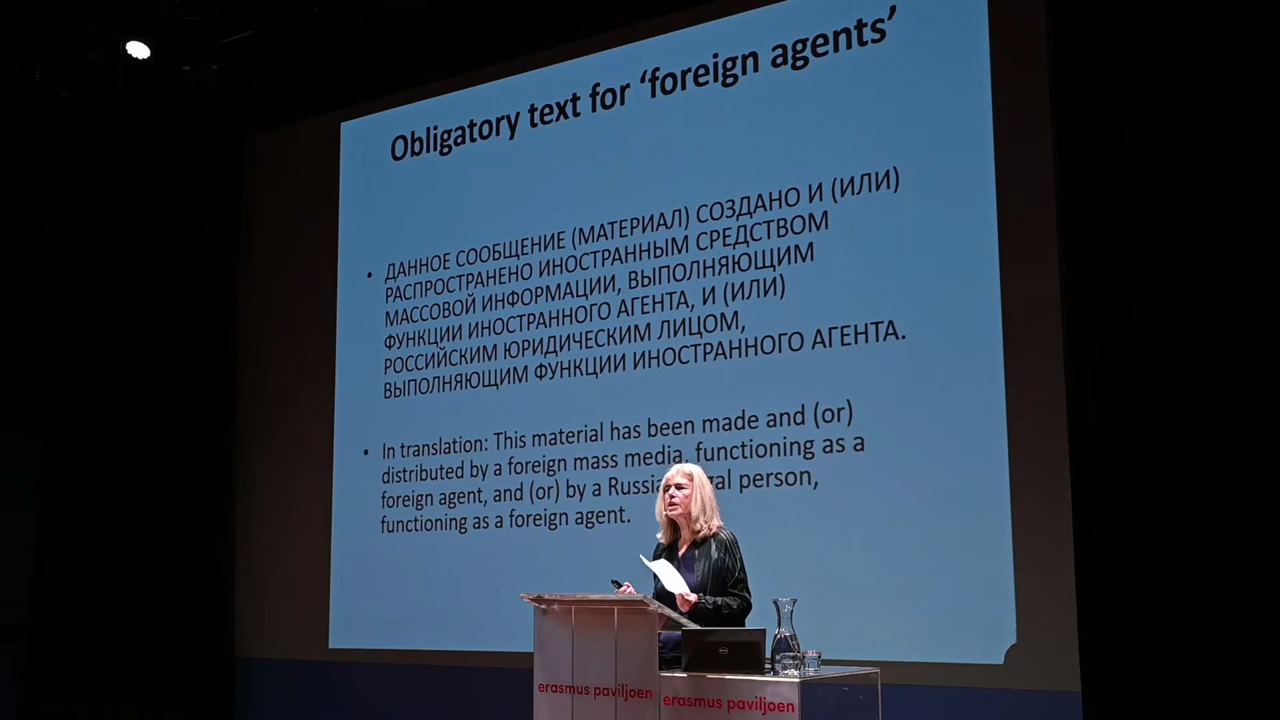 Obligatory text for ‘foreign agents’
• ДАННОЕ СООБЩЕНИЕ (МАТЕРИАЛ) СОЗДАНО И (ИЛИ)
РАСПРОСТРАНЕНО ИНОСТРАННЫМ СРЕДСТВОМ
МАССОВОЙ ИНФОРМАЦИИ, ВЫПОЛНЯЮЩИМ
ФУНКЦИИ ИНОСТРАННОГО АГЕНТА, И (ИЛИ)
РОССИЙСКИМ ЮРИДИЧЕСКИМ ЛИЦОМ,
ВЫПОЛНЯЮЩИМ ФУНКЦИИ ИНОСТРАННОГО АГЕНТА.
• In translation: This material has been made and (or)
distributed by a foreign mass media, functioning as a
foreign agent, and (or) by a person,
functioning as a foreign agent.
DELL
erasmus paviljoen
erasmus paviljoen